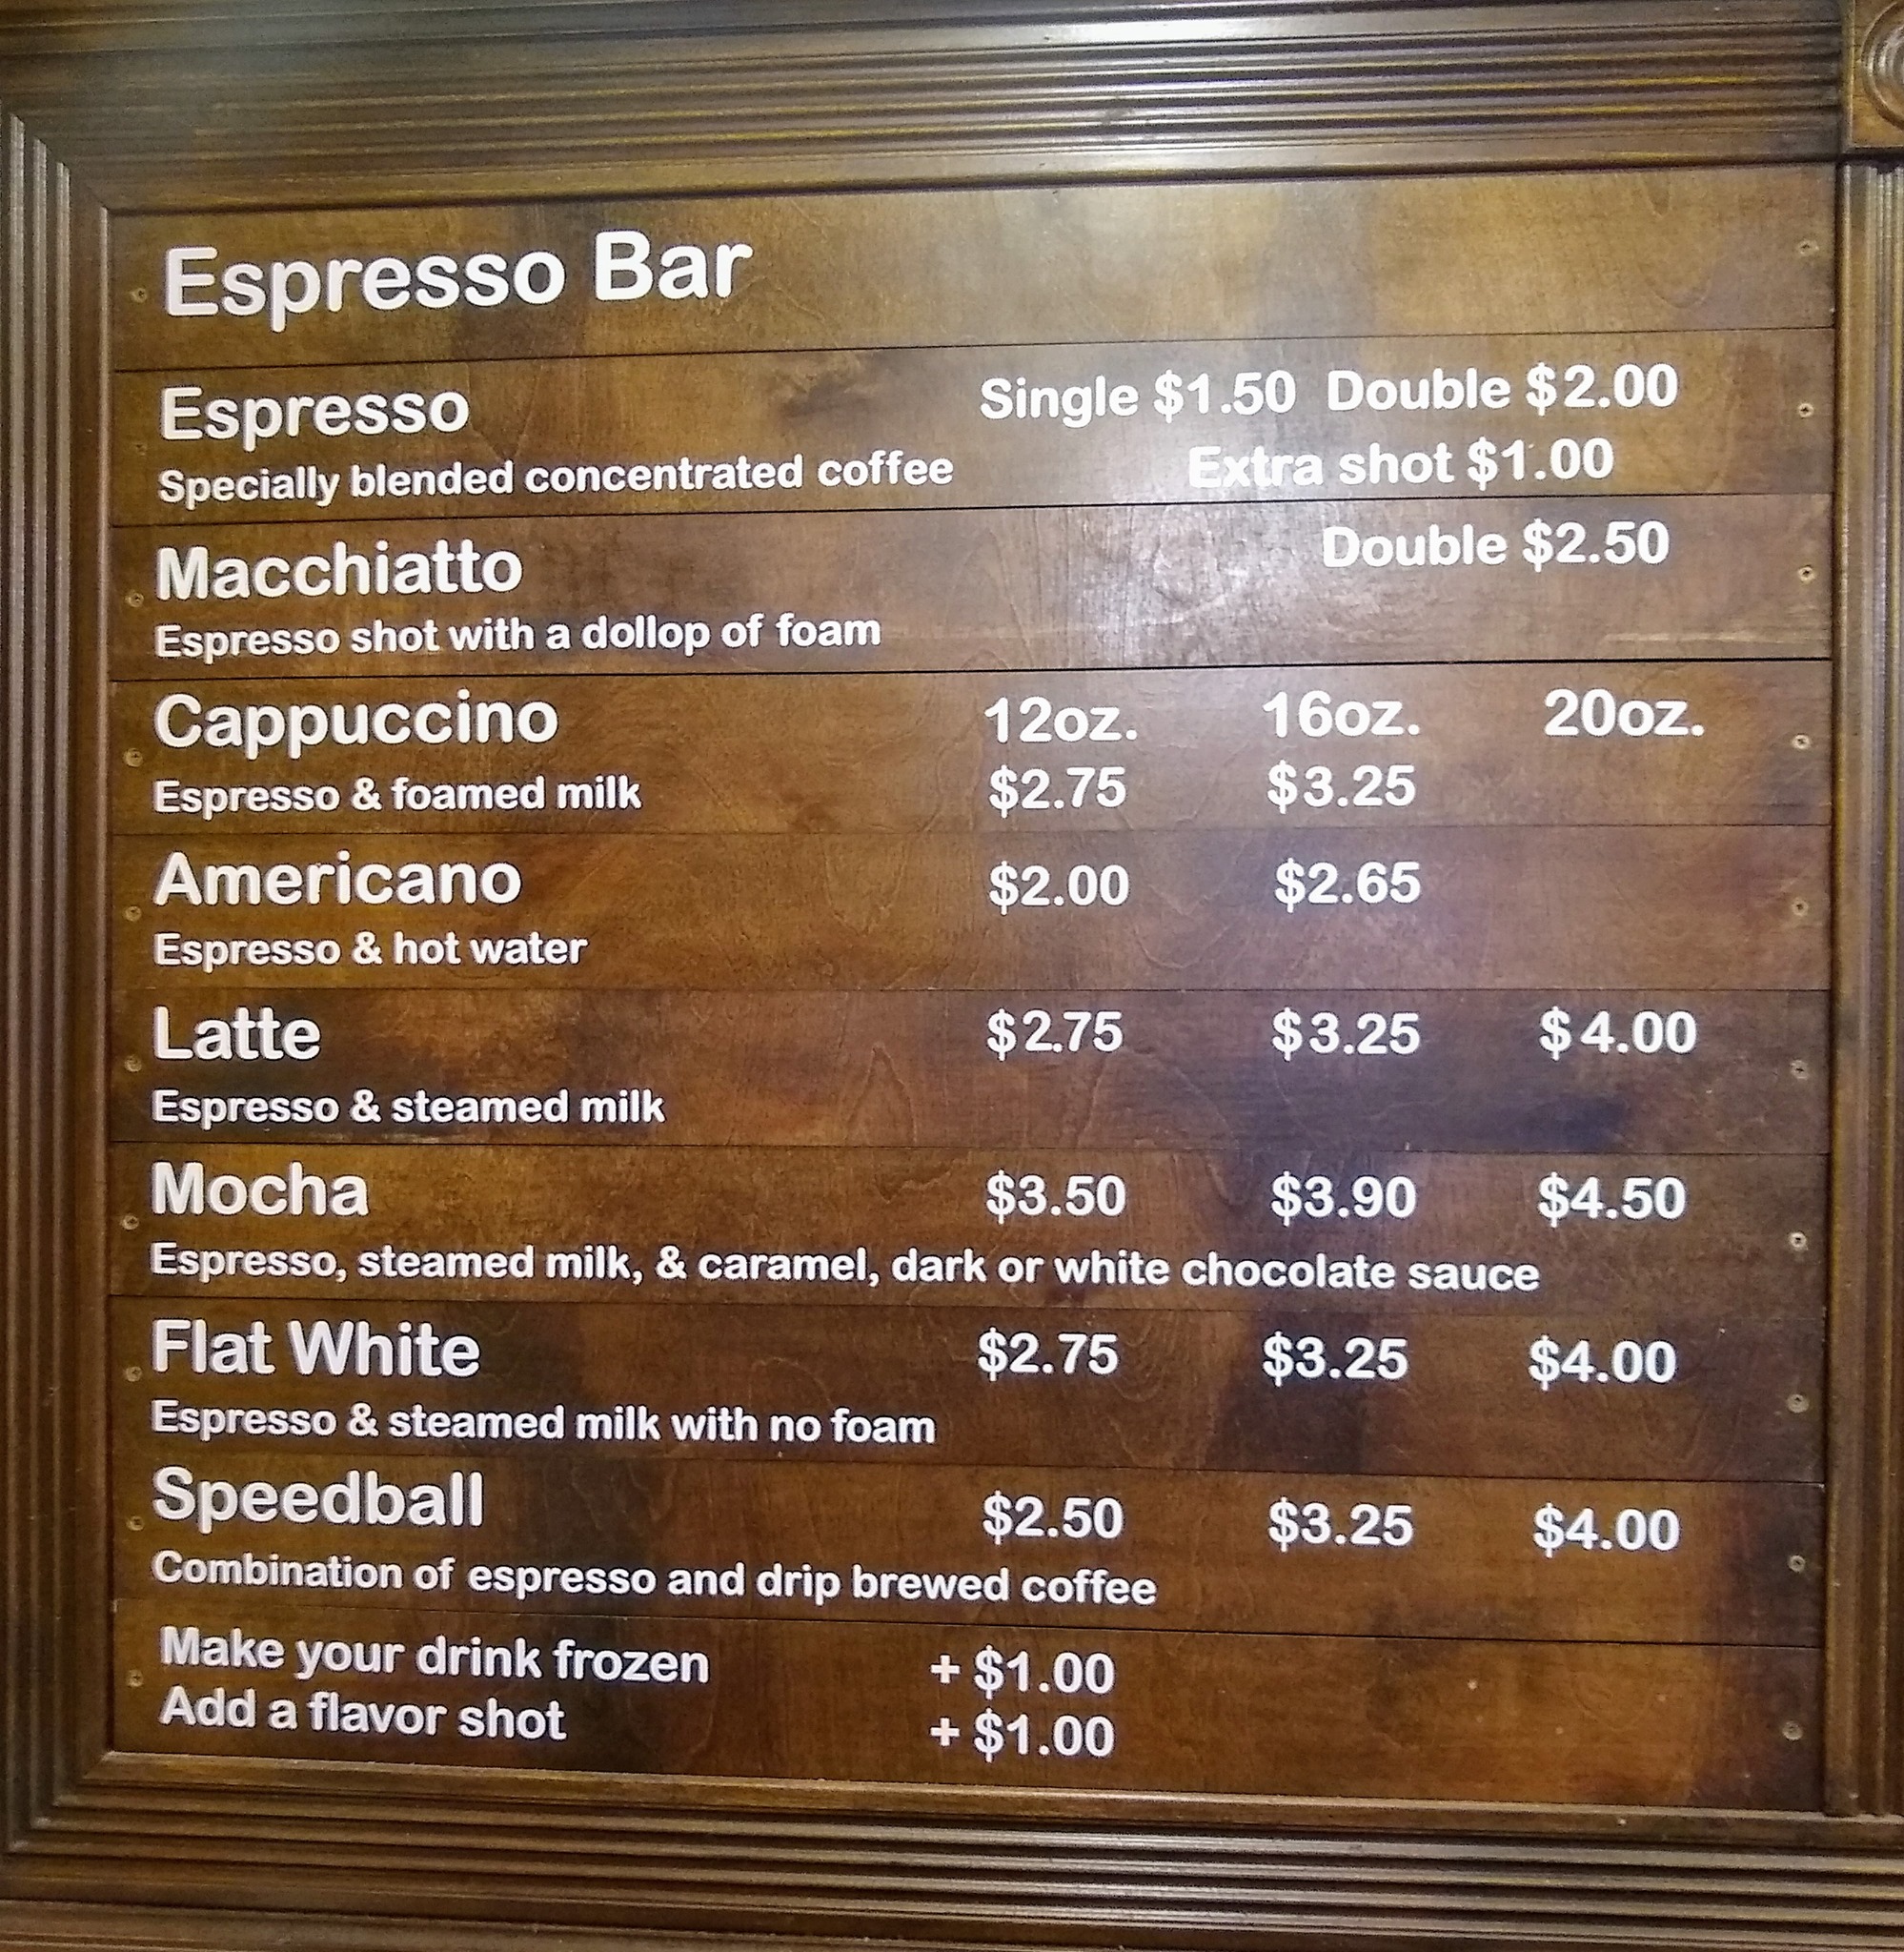 Espresso Bar
Espresso Single $1.50 Double $2.00
Specially blended concentrated coffee Extra shot $1.00
Macchiatto Double $2.50
Espresso shot with a dollop of foam
Cappuccino 12oz. 16oz. 20oz.
Espresso & foamed milk $2.75 $3.25
Americano $2.00 $2.65
Espresso & hot water
Latte $2.75 $3.25 $4.00
Espresso & steamed milk
Mocha $3.50 $3.90 $4.50
Espresso, steamed milk, & caramel, dark or white chocolate sauce
Flat White $2.75 $3.25 $4.00
Espresso & steamed milk with no foam
Speedball $2.50 $3.25 $4.00
Combination of espresso and drip brewed coffee
Make your drink frozen + $1.00
Add a flavor shot + $1.00